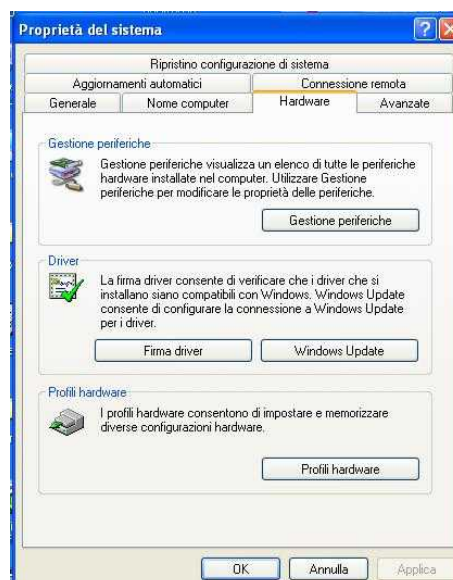 Proprietà del sistema
Ripristino configurazione di sistema
Aggiornamenti automatici
Connessione remota
Generale
Nome computer
Hardware
Avanzate
Gestione periferiche
Gestione periferiche visualizza un elenco di tutte le periferiche
hardware installate nel computer. Utilizzare Gestione
periferiche per modificare le proprietà delle periferiche.
Gestione periferiche
Driver
La firma driver consente di verificare che i driver che si
installano siano compatibili con Windows. Windows Update
consente di configurare la connessione a Windows Update
per i driver.
Firma driver
Windows Update
Profili hardware
I profili hardware consentono di impostare e memorizzare
diverse configurazioni hardware.
Profili hardware
OK
Annulla
Applica